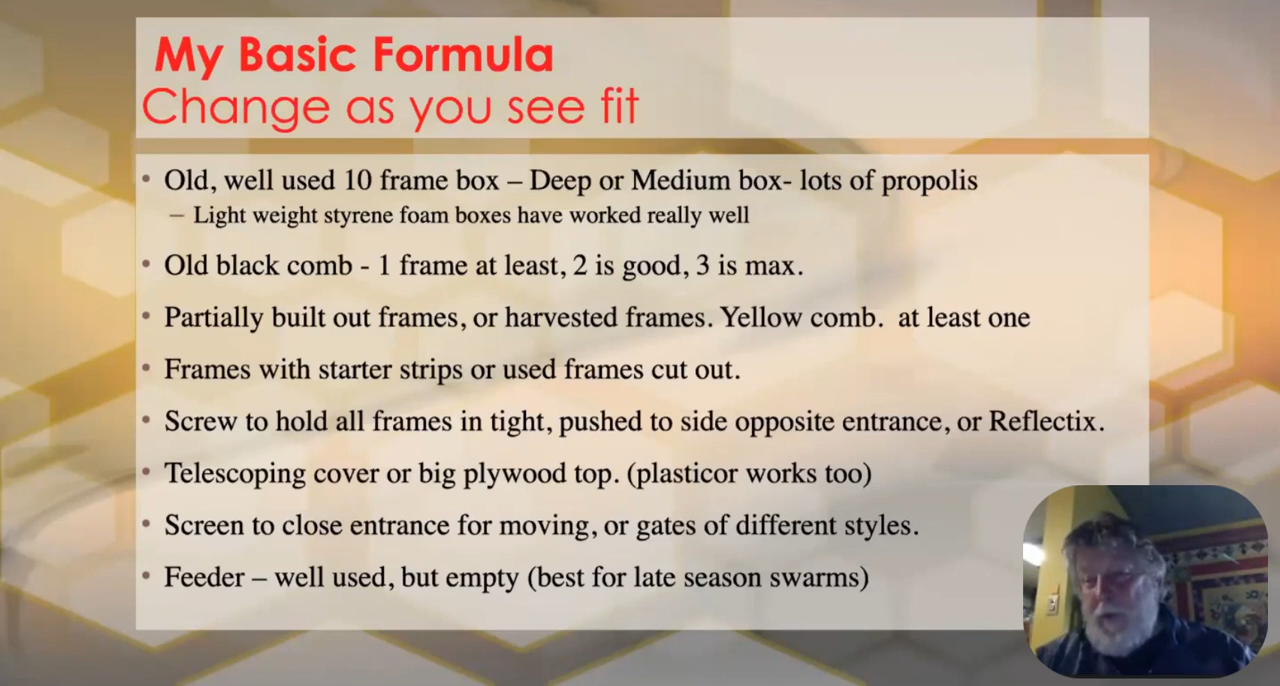 My Basic Formula
Change as you see fit
• Old, well used 10 frame box – Deep or Medium box- lots of propolis
– Light weight styrene foam boxes have worked really well
• Old black comb - 1 frame at least, 2 is good, 3 is max.
• Partially built out frames, or harvested frames. Yellow comb.  at least one
• Frames with starter strips or used frames cut out.
• Screw to hold all frames in tight, pushed to side opposite entrance, or Reflectix.
• Telescoping cover or big plywood top. (plasticor works too)
• Screen to close entrance for moving, or gates of different styles.
• Feeder – well used, but empty (best for late season swarms)